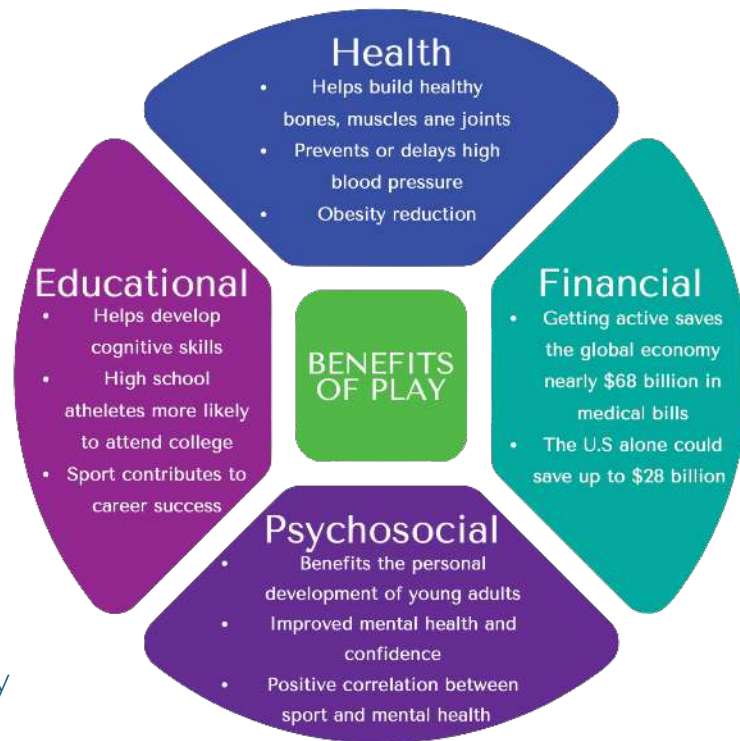 Health
• Helps build healthy
bones, muscles ane joints
• Prevents or delays high
blood pressure
• Obesity reduction
Educational
• Helps develop
cognitive skills
• High school
atheletes more likely
to attend college
• Sport contributes to
career success
BENEFITS
OF PLAY
Financial
• Getting active saves
the global economy
nearly $68 billion in
medical bills
• The U.S alone could
save up to $28 billion
Psychosocial
• Benefits the personal
development of young adults
• Improved mental health and
confidence
• Positive correlation between
sport and mental health
y